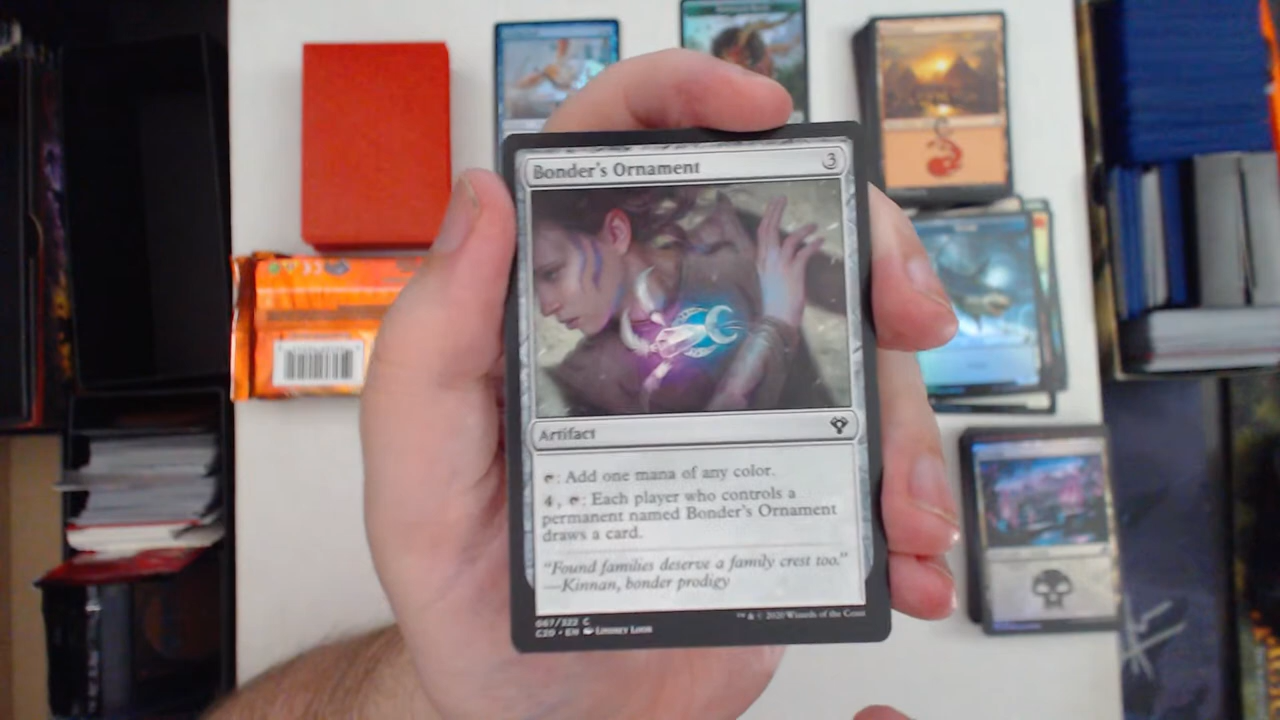 Bonder's Ornament 3
Artifact
: Add one mana of any color.
4, : Each player who controls a
permanent named Bonder's Ornament
draws a card.
"Found families deserve a family crest too."
—Kinnan, bonder prodigy
067/322 C
C20 • EN
™ & © 2020 Wizards of the Coast